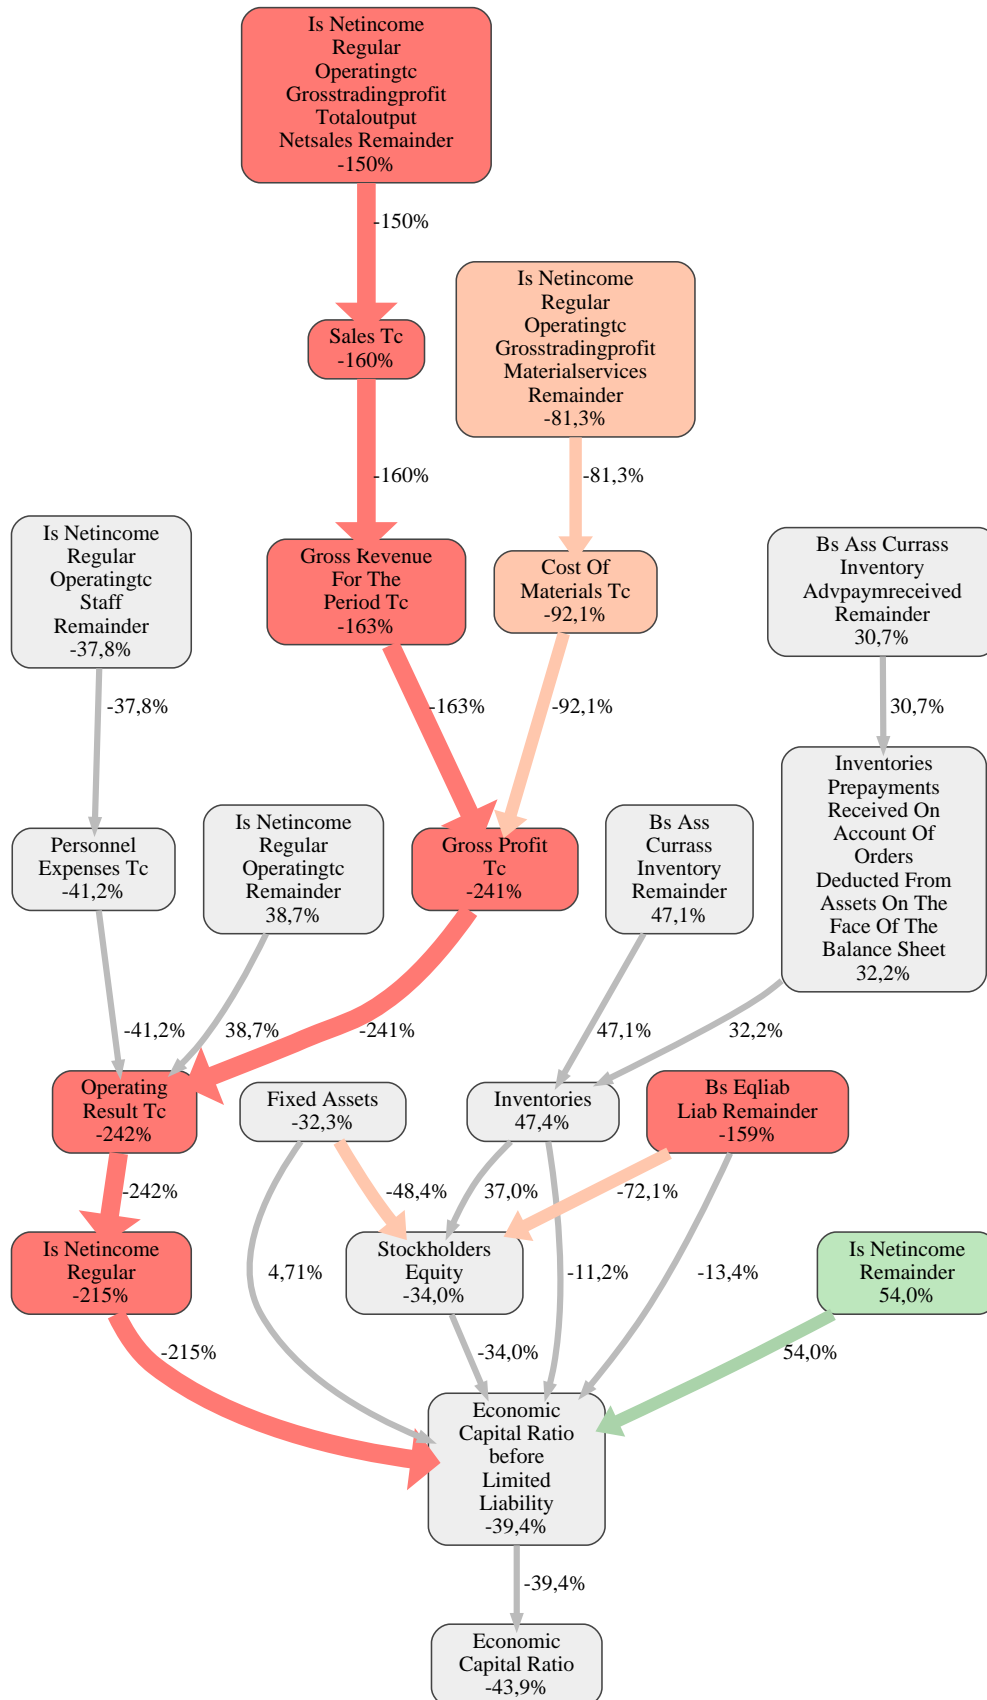 Is Netincome
Regular
Operatingtc
Grosstradingprofit
Totaloutput
Netsales Remainder
-150%
-150%
Is Netincome
Regular
Operatingtc
Grosstradingprofit
Materialservices
Remainder
-81,3%
Sales Tc
-160%
-160%
-81,3%
Is Netincome
Regular
Operatingtc
Staff
Remainder
-37,8%
Gross Revenue
For The
Period Tc
-163%
Cost Of
Materials Tc
-92,1%
Bs Ass Currass
Inventory
Advpaymreceived
Remainder
30,7%
-37,8%
-163%
-92,1%
30,7%
Personnel
Expenses Tc
-41,2%
Is Netincome
Regular
Operatingtc
Remainder
38,7%
Gross Profit
Tc
-241%
Bs Ass
Currass
Inventory
Remainder
47,1%
Inventories
Prepayments
Received On
Account Of
Orders
Deducted From
Assets On The
Face Of The
Balance Sheet
32,2%
-41,2%
38,7%
-241%
47,1%
32,2%
Operating
Result Tc
-242%
Fixed Assets
-32,3%
Inventories
47,4%
Bs Eqliab
Liab Remainder
-159%
-242%
-48,4%
37,0%
-72,1%
Is Netincome
Regular
-215%
4,71%
Stockholders
Equity
-34,0%
-11,2%
-13,4%
Is Netincome
Remainder
54,0%
-215%
-34,0%
54,0%
Economic
Capital Ratio
before
Limited
Liability
-39,4%
-39,4%
Economic
Capital Ratio
-43,9%